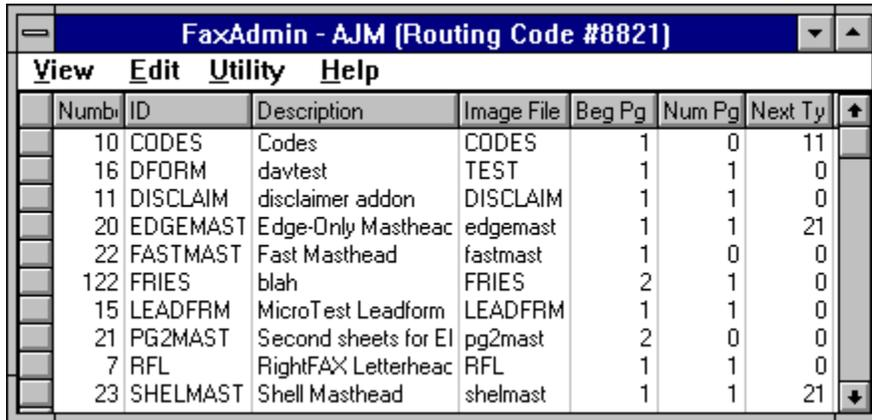 FaxAdmin - AJM (Routing Code #8821)
View Edit Utility Help
Numbe ID Description Image File Beg Pg Num Pg Next Ty
10 CODES Codes CODES 1 0 11
16 DFORM davtest TEST 1 1 0
11 DISCLAIM disclaimer addon DISCLAIM 1 1 0
20 EDGEMAST Edge-Only Matheac edgemast 1 1 21
22 FASTMAST Fast Masthead fastmast 1 0 0
122 FRIES blah FRIES 2 1 0
15 LEADFRM MicroTest Leadform LEADFRM 1 1 0
21 PG2MAST Second sheets for El pg2mast 2 0 0
7 RFL RightFAX Letterheac RFL 1 1 0
23 SHELMAST Shell Masthead shelmast 1 1 21